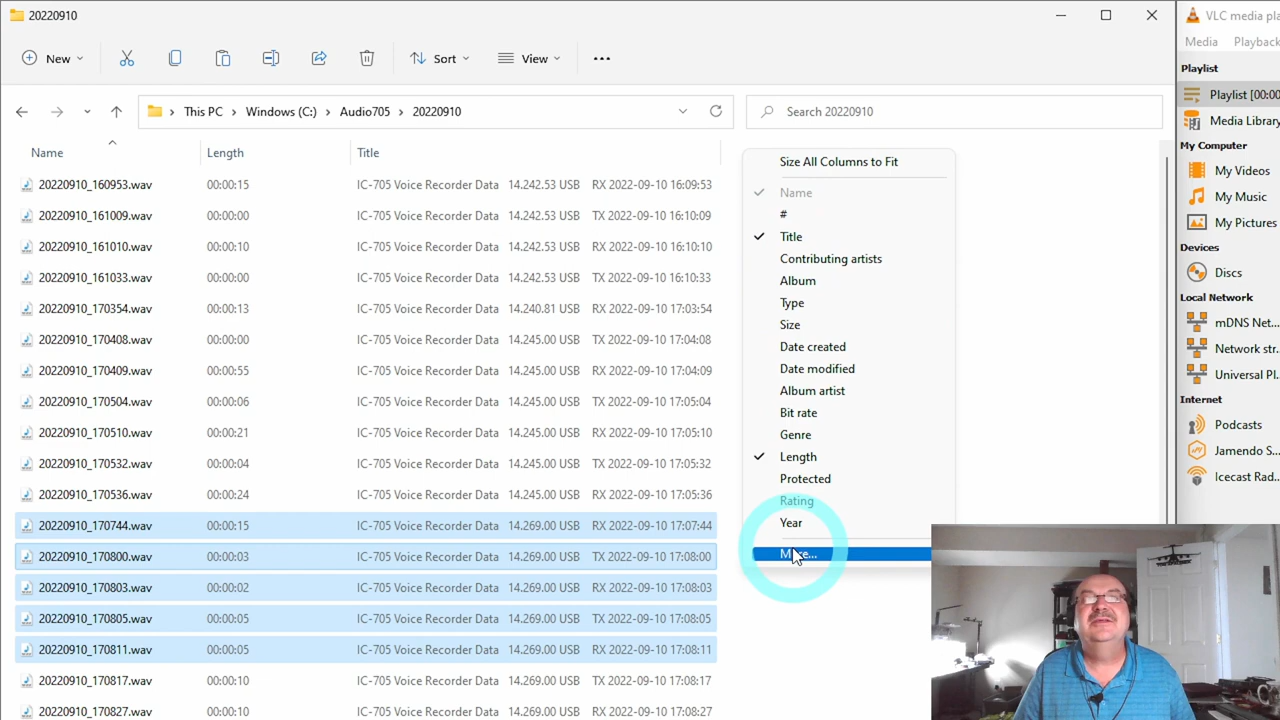 20220910
New
Sort
View
This PC
Windows (C:)
Audio705
20220910
Search 20220910
Name
Length
Title
20220910_160953.wav 00:00:15 IC-705 Voice Recorder Data 14.242.53 USB RX 2022-09-10 16:09:53
20220910_161009.wav 00:00:00 IC-705 Voice Recorder Data 14.242.53 USB TX 2022-09-10 16:10:09
20220910_161010.wav 00:00:10 IC-705 Voice Recorder Data 14.242.53 USB RX 2022-09-10 16:10:10
20220910_161033.wav 00:00:00 IC-705 Voice Recorder Data 14.242.53 USB TX 2022-09-10 16:10:33
20220910_170354.wav 00:00:13 IC-705 Voice Recorder Data 14.240.81 USB RX 2022-09-10 17:03:54
20220910_170408.wav 00:00:00 IC-705 Voice Recorder Data 14.245.00 USB TX 2022-09-10 17:04:08
20220910_170409.wav 00:00:55 IC-705 Voice Recorder Data 14.245.00 USB RX 2022-09-10 17:04:09
20220910_170504.wav 00:00:06 IC-705 Voice Recorder Data 14.245.00 USB TX 2022-09-10 17:05:04
20220910_170510.wav 00:00:21 IC-705 Voice Recorder Data 14.245.00 USB RX 2022-09-10 17:05:10
20220910_170532.wav 00:00:04 IC-705 Voice Recorder Data 14.245.00 USB TX 2022-09-10 17:05:32
20220910_170536.wav 00:00:24 IC-705 Voice Recorder Data 14.245.00 USB RX 2022-09-10 17:05:36
20220910_170744.wav 00:00:15 IC-705 Voice Recorder Data 14.269.00 USB RX 2022-09-10 17:07:44
20220910_170800.wav 00:00:03 IC-705 Voice Recorder Data 14.269.00 USB TX 2022-09-10 17:08:00
20220910_170803.wav 00:00:02 IC-705 Voice Recorder Data 14.269.00 USB RX 2022-09-10 17:08:03
20220910_170805.wav 00:00:05 IC-705 Voice Recorder Data 14.269.00 USB TX 2022-09-10 17:08:05
20220910_170811.wav 00:00:05 IC-705 Voice Recorder Data 14.269.00 USB RX 2022-09-10 17:08:11
20220910_170817.wav 00:00:10 IC-705 Voice Recorder Data 14.269.00 USB TX 2022-09-10 17:08:17
20220910_170827.wav 00:00:10 IC-705 Voice Recorder Data 14.269.00 USB RX 2022-09-10 17:08:27
Size All Columns to Fit
Name
#
Title
Contributing artists
Album
Type
Size
Date created
Date modified
Album artist
Bit rate
Genre
Length
Protected
Rating
Year
VLC media pla
Media Playback
Playlist
Playlist [00:00
Media Library
My Computer
My Videos
My Music
My Pictures
Devices
Discs
Local Network
mDNS Net...
Network str...
Universal Pl...
Internet
Podcasts
Jamendo S...
Icecast Rad...